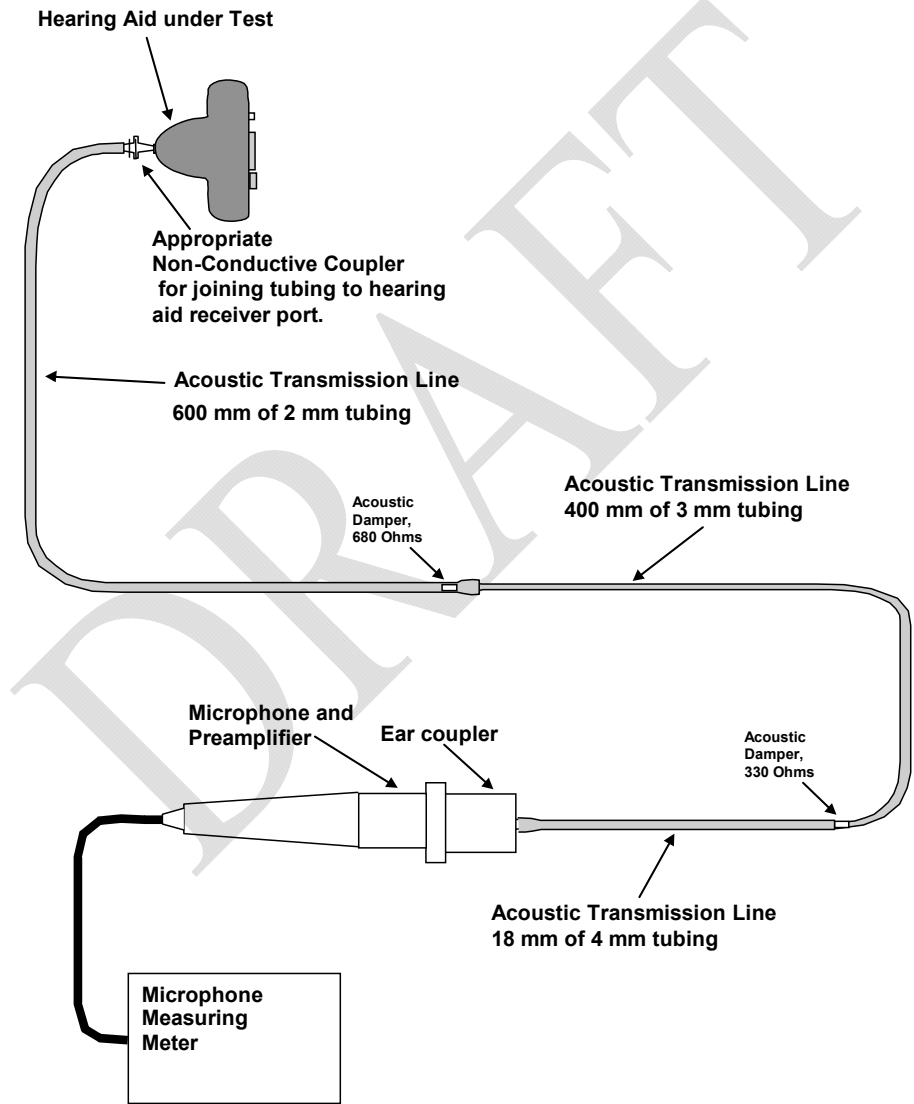 Hearing Aid under Test
Appropriate
Non-Conductive Coupler
for joining tubing to hearing
aid receiver port.
Acoustic Transmission Line
600 mm of 2 mm tubing
Acoustic
Damper,
680 Ohms
Acoustic Transmission Line
400 mm of 3 mm tubing
Microphone and
Preamplifier
Ear coupler
Acoustic
Damper,
330 Ohms
Acoustic Transmission Line
18 mm of 4 mm tubing
Microphone
Measuring
Meter
DRAFT